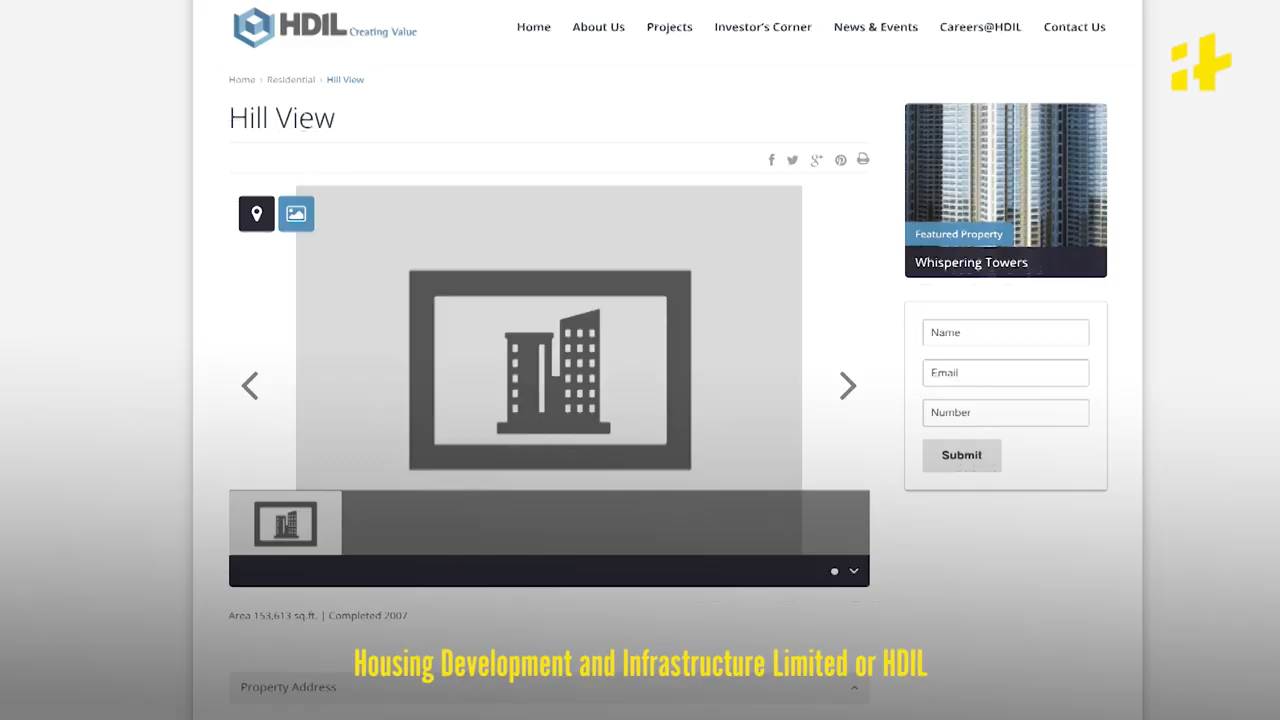 HDIL Creating Value
Home About Us Projects Investor's Corner News & Events Careers@HDIL Contact Us
Home › Residential › Hill View
Hill View
Featured Property
Whispering Towers
Name
Email
Number
Submit
Area 153,613 sq.ft. | Completed 2007
Housing Development and Infrastructure Limited or HDIL
Property Address